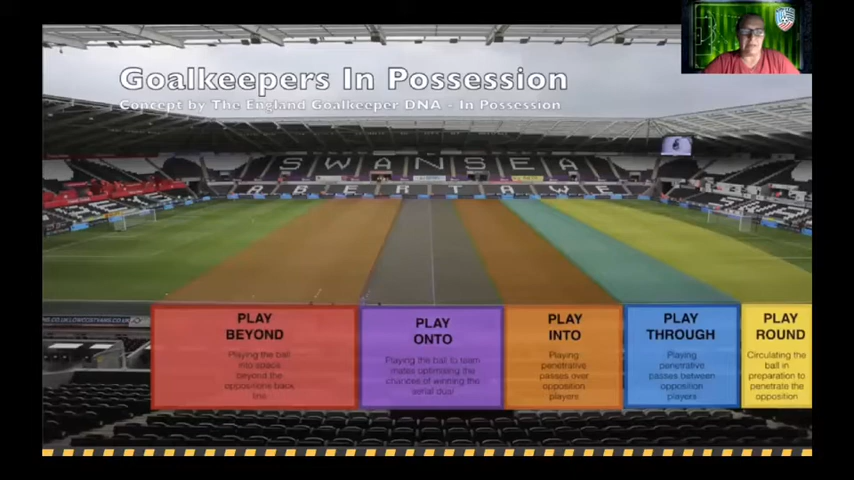 Goalkeepers In Possession
Concept by The England Goalkeeper DNA - In Possession
SWANSEA
ABERTAWE
PLAY
BEYOND
Playing the ball
into space
beyond the
oppositions back
line
PLAY
ONTO
Playing the ball to team
mates optimising the
chances of winning the
aerial duel
PLAY
INTO
Playing
penetrative
passes over
opposition
players
PLAY
THROUGH
Playing
penetrative
passes between
opposition
players
PLAY
ROUND
Circulating the
ball in
preparation to
penetrate the
opposition